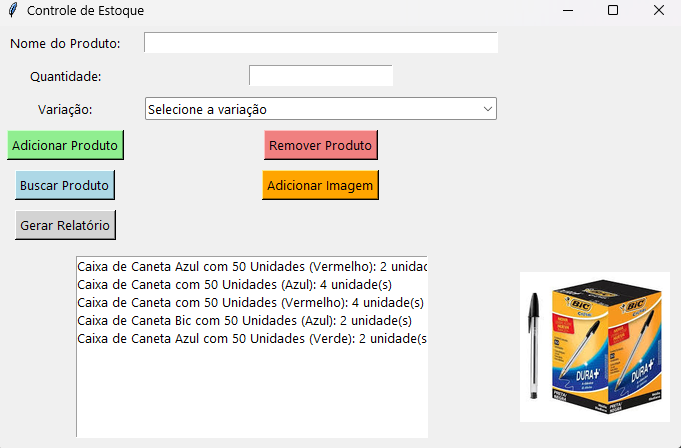 Controle de Estoque
Nome do Produto:
Quantidade:
Variação:
Selecione a variação
Adicionar Produto
Remover Produto
Buscar Produto
Adicionar Imagem
Gerar Relatório
Caixa de Caneta Azul com 50 Unidades (Vermelho): 2 unidad
Caixa de Caneta com 50 Unidades (Azul): 4 unidade(s)
Caixa de Caneta com 50 Unidades (Vermelho): 4 unidade(s)
Caixa de Caneta Bic com 50 Unidades (Azul): 2 unidade(s)
Caixa de Caneta Azul com 50 Unidades (Verde): 2 unidade(s
BIC
Cristal
DURA+
BIC
DURA+